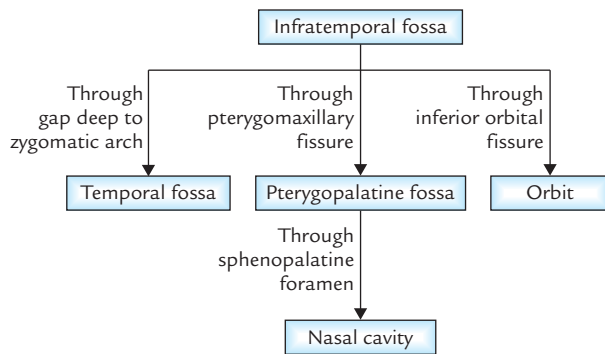 Infratemporal fossa
Through
gap deep to
zygomatic arch
Through
pterygomaxillary
fissure
Through
inferior orbital
fissure
Temporal fossa
Pterygopalatine fossa
Orbit
Through
sphenopalatine
foramen
Nasal cavity